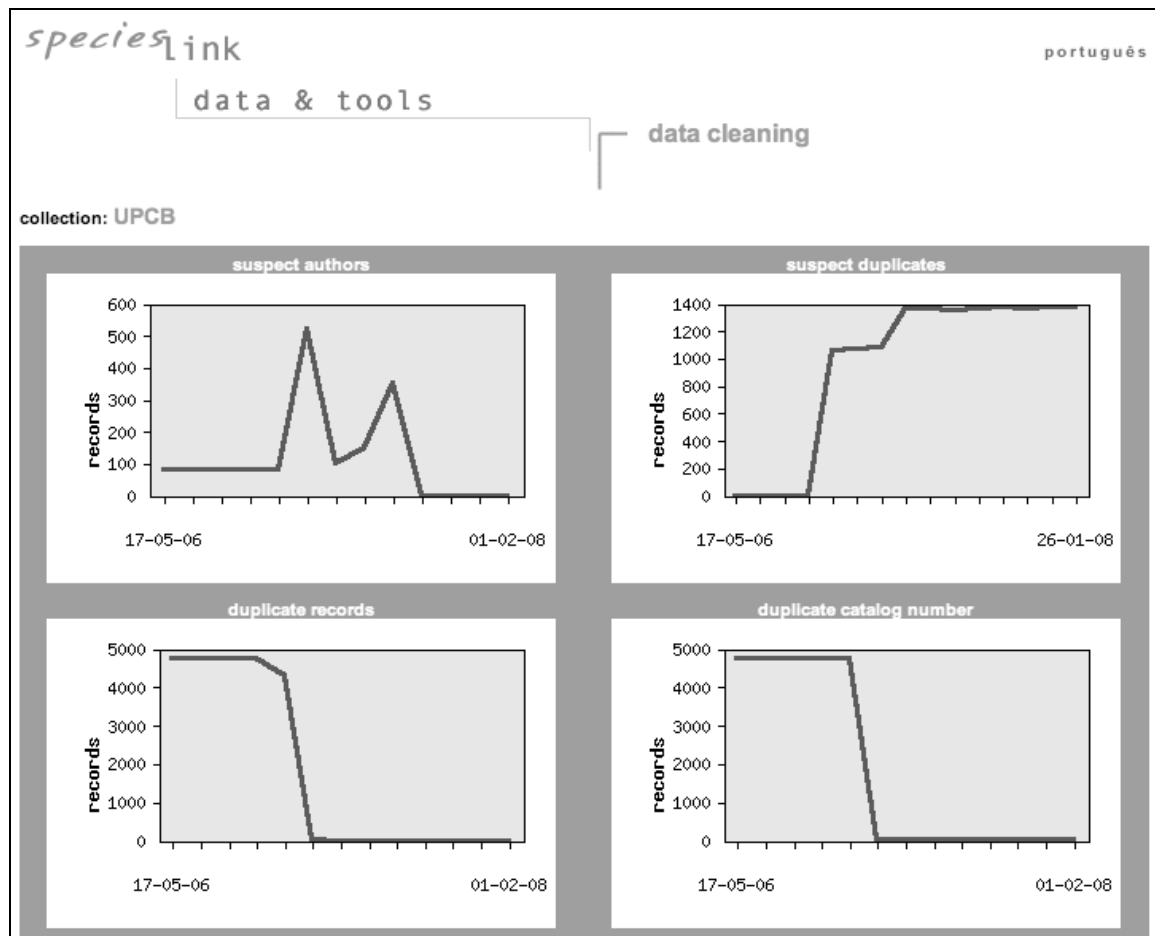 specieslink
português
data & tools
data cleaning
collection: UPCB
suspect authors
600
500
400
300
200
100
0
records
17-05-06 01-02-08
suspect duplicates
1400
1200
1000
800
600
400
200
0
records
17-05-06 26-01-08
duplicate records
5000
4000
3000
2000
1000
0
records
17-05-06 01-02-08
duplicate catalog number
5000
4000
3000
2000
1000
0
records
17-05-06 01-02-08